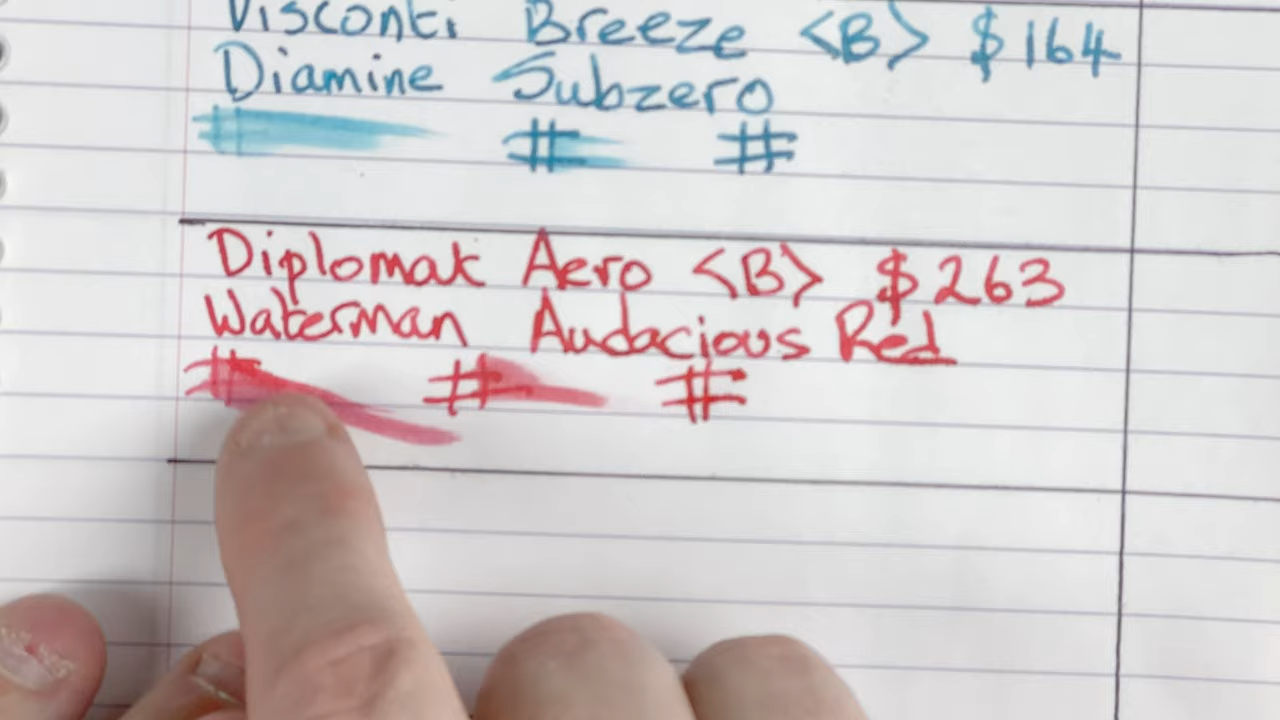 Visconti Breeze <B> $164
Diamine Subzero
# #
Diplomat Aero <B> $263
Waterman Audacious Red
# # #